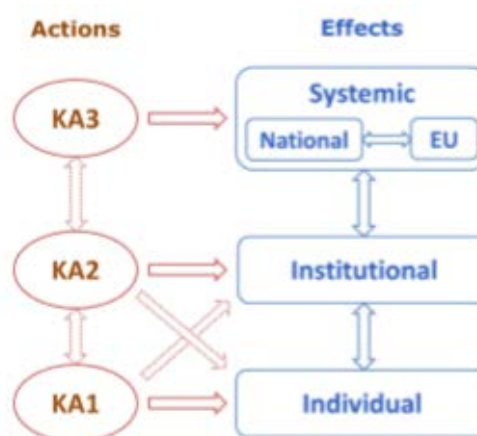 Actions Effects
KA3 Systemic
National EU
KA2 Institutional
KA1 Individual